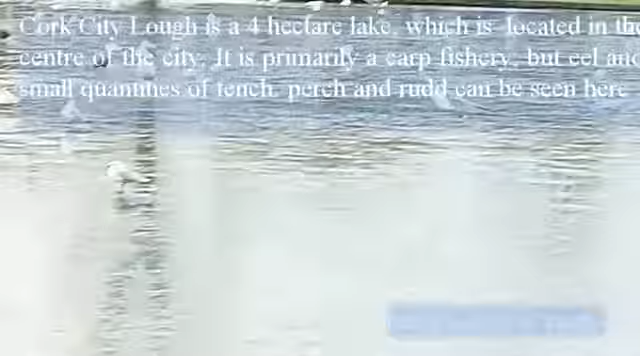 Cork City Lough is a 4 hectare lake, which is located in the
centre of the city. It is primarily a carp fishery, but eel and
small quantities of tench, perch and rudd can be seen here